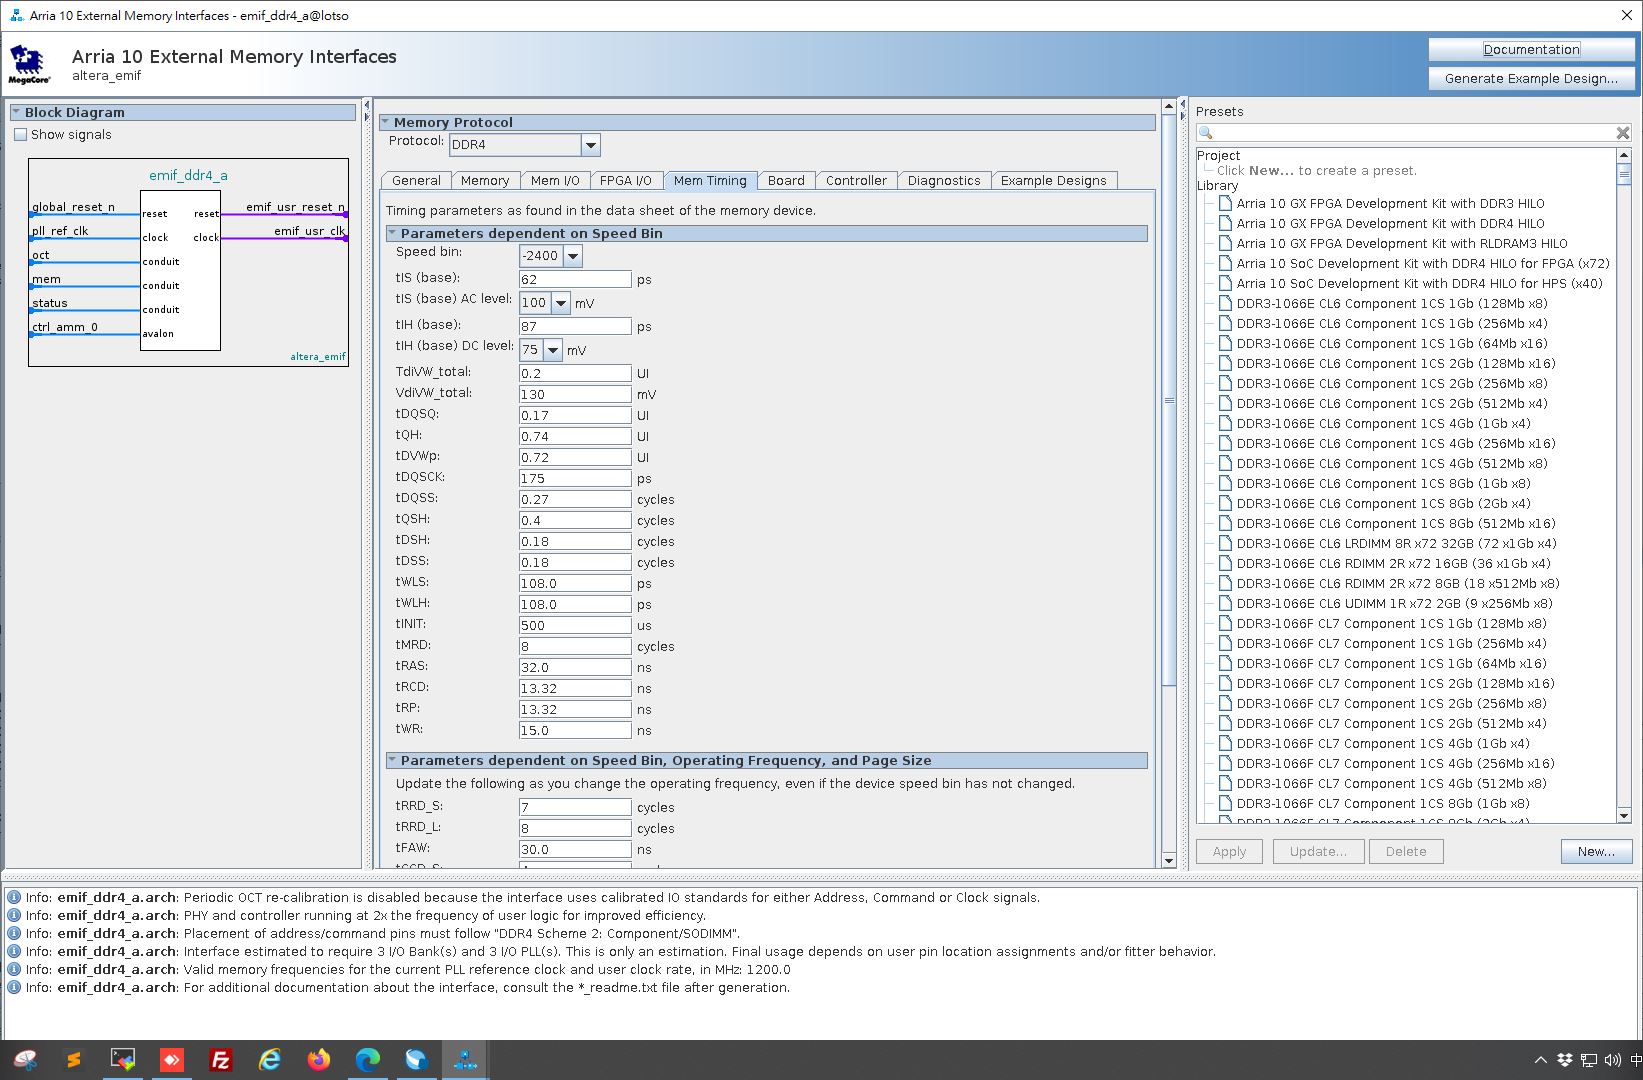 Arria 10 External Memory Interfaces - emif_ddr4_a@lotso
MegaCore®
Arria 10 External Memory Interfaces
altera_emif
Documentation
Generate Example Design...
Block Diagram
Show signals
emif_ddr4_a
global_reset_n
reset
reset
emif_usr_reset_n
pll_ref_clk
clock
clock
emif_usr_clk
oct
conduit
mem
conduit
status
conduit
ctrl_amm_0
avalon
altera_emif
Memory Protocol
Protocol: DDR4
General
Memory
Mem I/O
FPGA I/O
Mem Timing
Board
Controller
Diagnostics
Example Designs
Timing parameters as found in the data sheet of the memory device.
Parameters dependent on Speed Bin
Speed bin: -2400
tIS (base): 62 ps
tIS (base) AC level: 100 mV
tIH (base): 87 ps
tIH (base) DC level: 75 mV
TdiVW_total: 0.2 UI
VdiVW_total: 130 mV
tDQSQ: 0.17 UI
tQH: 0.74 UI
tDVWp: 0.72 UI
tDQSCK: 175 ps
tDQSS: 0.27 cycles
tQSH: 0.4 cycles
tDSH: 0.18 cycles
tDSS: 0.18 cycles
tWLS: 108.0 ps
tWLH: 108.0 ps
tINIT: 500 us
tMRD: 8 cycles
tRAS: 32.0 ns
tRCD: 13.32 ns
tRP: 13.32 ns
tWR: 15.0 ns
Parameters dependent on Speed Bin, Operating Frequency, and Page Size
Update the following as you change the operating frequency, even if the device speed bin has not changed.
tRRD_S: 7 cycles
tRRD_L: 8 cycles
tFAW: 30.0 ns
Presets
Project
Click New... to create a preset.
Library
Arria 10 GX FPGA Development Kit with DDR3 HILO
Arria 10 GX FPGA Development Kit with DDR4 HILO
Arria 10 GX FPGA Development Kit with RLDRAM3 HILO
Arria 10 SoC Development Kit with DDR4 HILO for FPGA (x72)
Arria 10 SoC Development Kit with DDR4 HILO for HPS (x40)
DDR3-1066E CL6 Component 1CS 1Gb (128Mb x8)
DDR3-1066E CL6 Component 1CS 1Gb (256Mb x4)
DDR3-1066E CL6 Component 1CS 1Gb (64Mb x16)
DDR3-1066E CL6 Component 1CS 2Gb (128Mb x16)
DDR3-1066E CL6 Component 1CS 2Gb (256Mb x8)
DDR3-1066E CL6 Component 1CS 2Gb (512Mb x4)
DDR3-1066E CL6 Component 1CS 4Gb (1Gb x4)
DDR3-1066E CL6 Component 1CS 4Gb (256Mb x16)
DDR3-1066E CL6 Component 1CS 4Gb (512Mb x8)
DDR3-1066E CL6 Component 1CS 8Gb (1Gb x8)
DDR3-1066E CL6 Component 1CS 8Gb (2Gb x4)
DDR3-1066E CL6 Component 1CS 8Gb (512Mb x16)
DDR3-1066E CL6 LRDIMM 8R x72 32GB (72 x1Gb x4)
DDR3-1066E CL6 RDIMM 2R x72 16GB (36 x1Gb x4)
DDR3-1066E CL6 RDIMM 2R x72 8GB (18 x512Mb x8)
DDR3-1066E CL6 UDIMM 1R x72 2GB (9 x256Mb x8)
DDR3-1066F CL7 Component 1CS 1Gb (128Mb x8)
DDR3-1066F CL7 Component 1CS 1Gb (256Mb x4)
DDR3-1066F CL7 Component 1CS 1Gb (64Mb x16)
DDR3-1066F CL7 Component 1CS 2Gb (128Mb x16)
DDR3-1066F CL7 Component 1CS 2Gb (256Mb x8)
DDR3-1066F CL7 Component 1CS 2Gb (512Mb x4)
DDR3-1066F CL7 Component 1CS 4Gb (1Gb x4)
DDR3-1066F CL7 Component 1CS 4Gb (256Mb x16)
DDR3-1066F CL7 Component 1CS 4Gb (512Mb x8)
DDR3-1066F CL7 Component 1CS 8Gb (1Gb x8)
Apply
Update...
Delete
New...
Info: emif_ddr4_a.arch: Periodic OCT re-calibration is disabled because the interface uses calibrated IO standards for either Address, Command or Clock signals.
Info: emif_ddr4_a.arch: PHY and controller running at 2x the frequency of user logic for improved efficiency.
Info: emif_ddr4_a.arch: Placement of address/command pins must follow "DDR4 Scheme 2: Component/SODIMM".
Info: emif_ddr4_a.arch: Interface estimated to require 3 I/O Bank(s) and 3 I/O PLL(s). This is only an estimation. Final usage depends on user pin location assignments and/or fitter behavior.
Info: emif_ddr4_a.arch: Valid memory frequencies for the current PLL reference clock and user clock rate, in MHz: 1200.0
Info: emif_ddr4_a.arch: For additional documentation about the interface, consult the *_readme.txt file after generation.